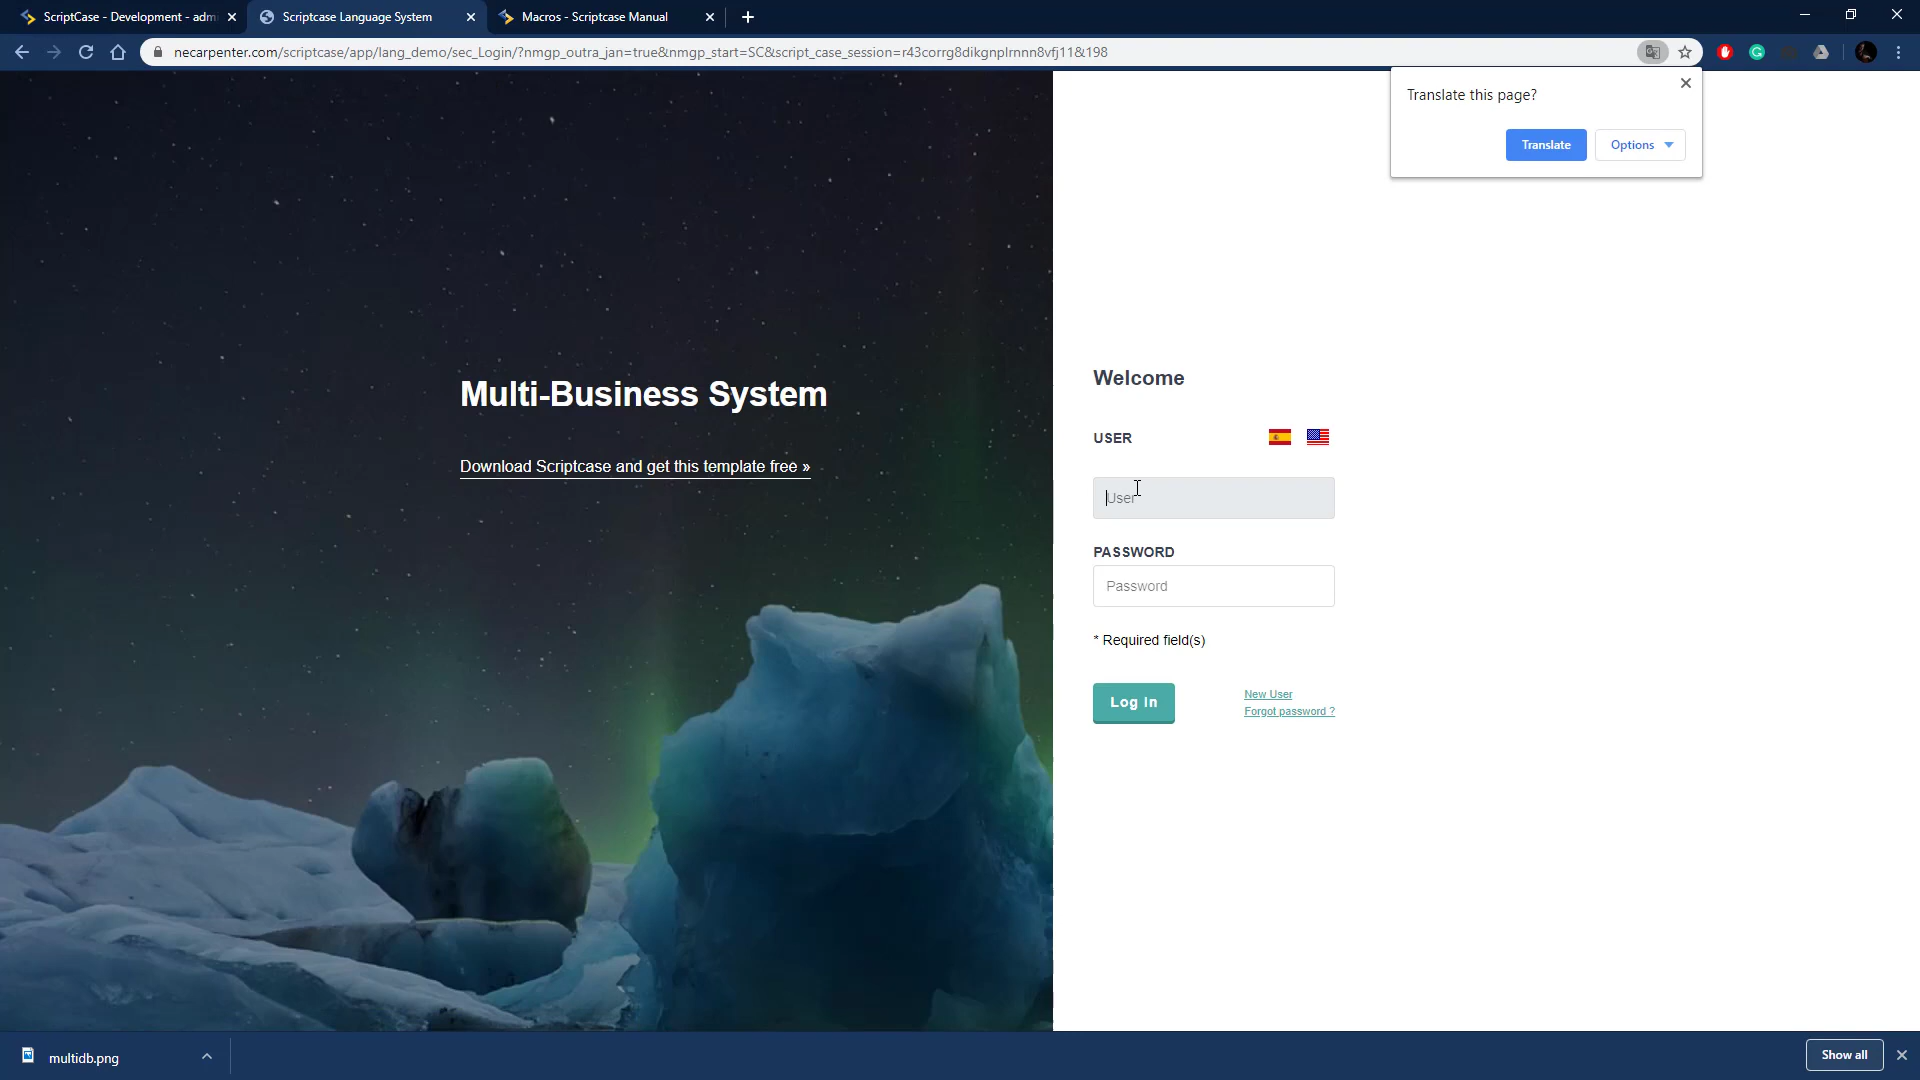 ScriptCase - Development - adm
Scriptcase Language System
Macros - Scriptcase Manual
necarpenter.com/scriptcase/app/lang_demo/sec_Login/?nmgp_outra_jan=true&nmgp_start=SC&script_case_session=r43corrg8dikgnplrnnn8vfj11&198
Translate this page?
Translate
Options
Multi-Business System
Download Scriptcase and get this template free »
Welcome
USER
User
PASSWORD
Password
* Required field(s)
Log In
New User
Forgot password ?
multidb.png
Show all